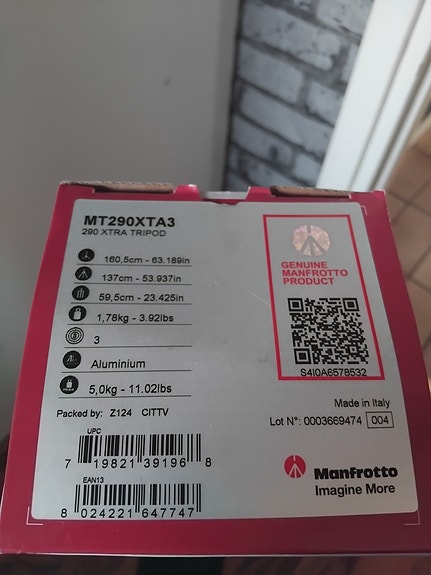 MT290XTA3
290 XTRA TRIPOD
160,5cm - 63.189in
137cm - 53.937in
59,5cm - 23.425in
1,78kg - 3.92lbs
3
Aluminium
5,0kg - 11.02lbs
Packed by: Z124 CITTV
UPC
7 19821 39196 8
EAN13
8 024221 647747
GENUINE
MANFROTTO
PRODUCT
S4I0A6578532
Made in Italy
Lot N°: 0003669474 004
Manfrotto
Imagine More